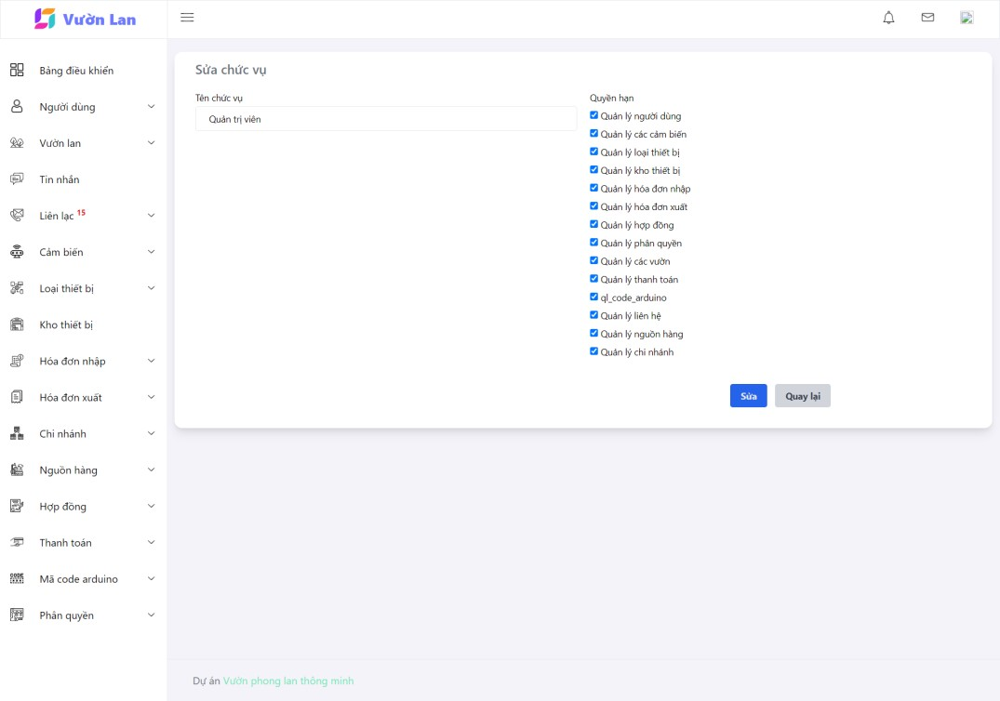 Vườn Lan
Bảng điều khiển
Người dùng
Vườn lan
Tin nhắn
Liên lạc 15
Cảm biến
Loại thiết bị
Kho thiết bị
Hóa đơn nhập
Hóa đơn xuất
Chi nhánh
Nguồn hàng
Hợp đồng
Thanh toán
Mã code arduino
Phân quyền
Sửa chức vụ
Tên chức vụ
Quản trị viên
Quyền hạn
Quản lý người dùng
Quản lý các cảm biến
Quản lý loại thiết bị
Quản lý kho thiết bị
Quản lý hóa đơn nhập
Quản lý hóa đơn xuất
Quản lý hợp đồng
Quản lý phân quyền
Quản lý các vườn
Quản lý thanh toán
ql_code_arduino
Quản lý liên hệ
Quản lý nguồn hàng
Quản lý chi nhánh
Sửa
Quay lại
Dự án Vườn phong lan thông minh